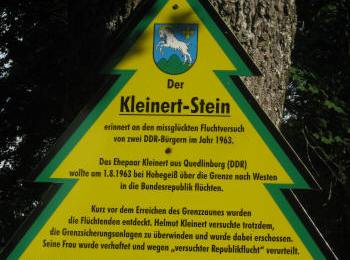 Der
Kleinert-Stein
erinnert an den missglückten Fluchtversuch
von zwei DDR-Bürgern im Jahr 1963.
Das Ehepaar Kleinert aus Quedlinburg (DDR)
wollte am 1.8.1963 bei Hohegeiß über die Grenze nach Westen
in die Bundesrepublik flüchten.
Kurz vor dem Erreichen des Grenzzaunes wurden
die Flüchtenden entdeckt. Helmut Kleinert versuchte trotzdem,
die Grenzsicherungsanlagen zu überwinden und wurde dabei erschossen.
Seine Frau wurde verhaftet und wegen „versuchter Republikflucht" verurteilt.